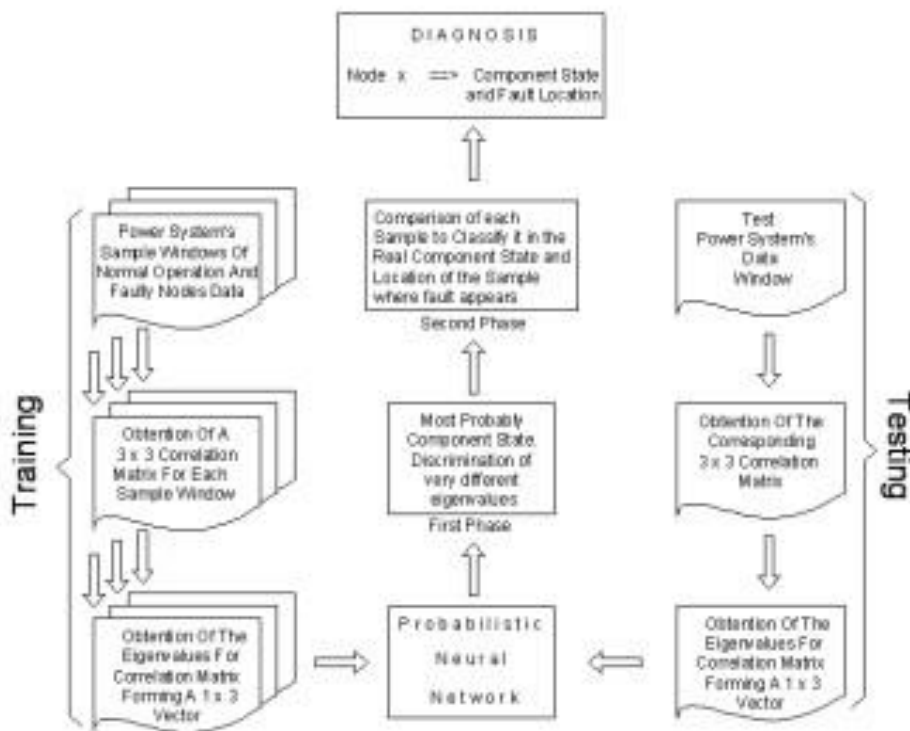 DIAGNOSIS
Node x ==> Component State
and Fault Location
Training
Power System's
Sample Windows Of
Normal Operation And
Faulty Nodes Data
Obtention Of A
3 x 3 Correlation
Matrix For Each
Sample Window
Obtention Of The
Eigenvalues For
Correlation Matrix
Forming A 1 x 3
Vector
Comparison of each
Sample to Classify it in the
Real Component State and
Location of the Sample
where fault appears
Second Phase
Most Probably
Component State.
Discrimination of
very different
eigenvalues
First Phase
Probabilistic
Neural
Network
Test
Power System's
Data
Window
Obtention Of The
Corresponding
3 x 3 Correlation
Matrix
Obtention Of The
Eigenvalues For
Correlation Matrix
Forming A 1 x 3
Vector
Testing